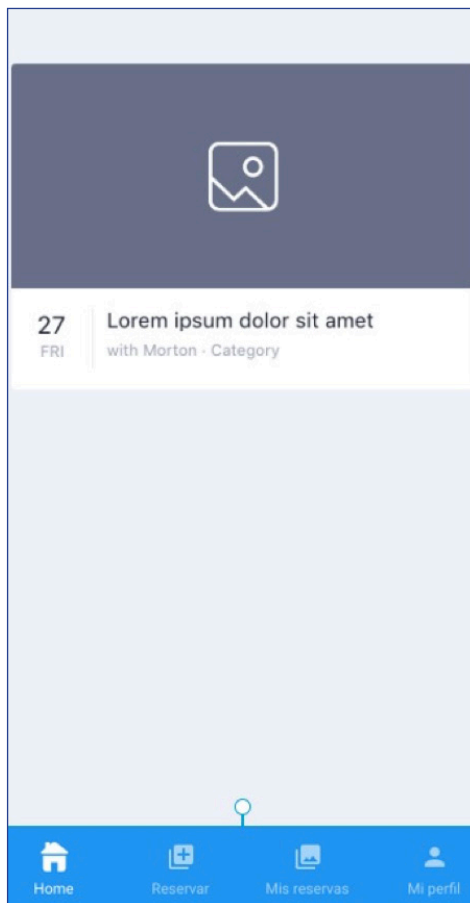 27
FRI
Lorem ipsum dolor sit amet
with Morton · Category
Home
Reservar
Mis reservas
Mi perfil